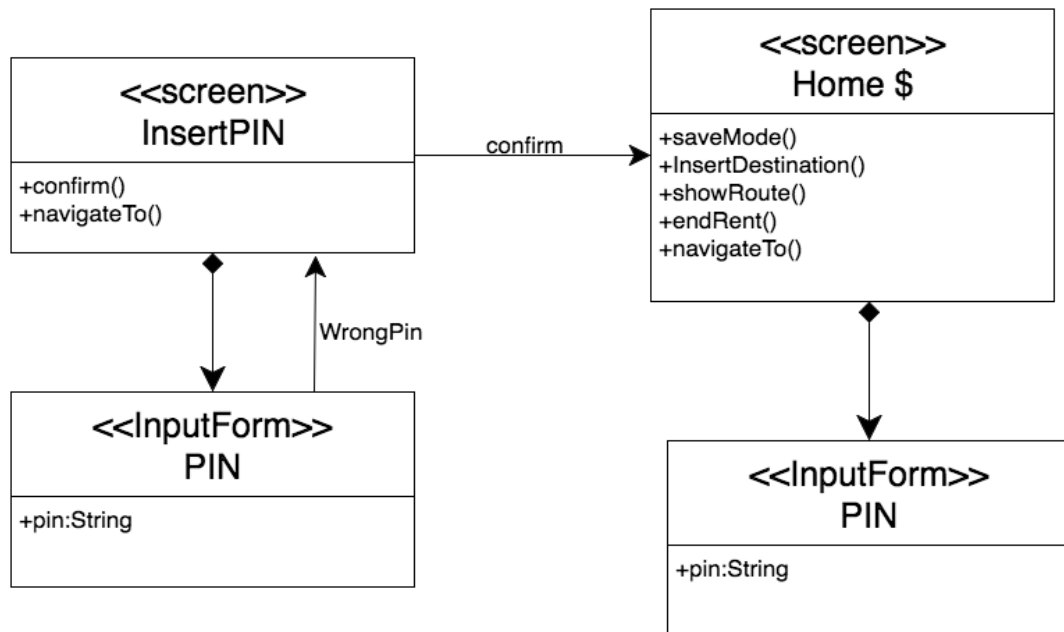 <<screen>>
InsertPIN
+confirm()
+navigateTo()
confirm
<<screen>>
Home $
+saveMode()
+InsertDestination()
+showRoute()
+endRent()
+navigateTo()
WrongPin
<<InputForm>>
PIN
+pin:String
<<InputForm>>
PIN
+pin:String